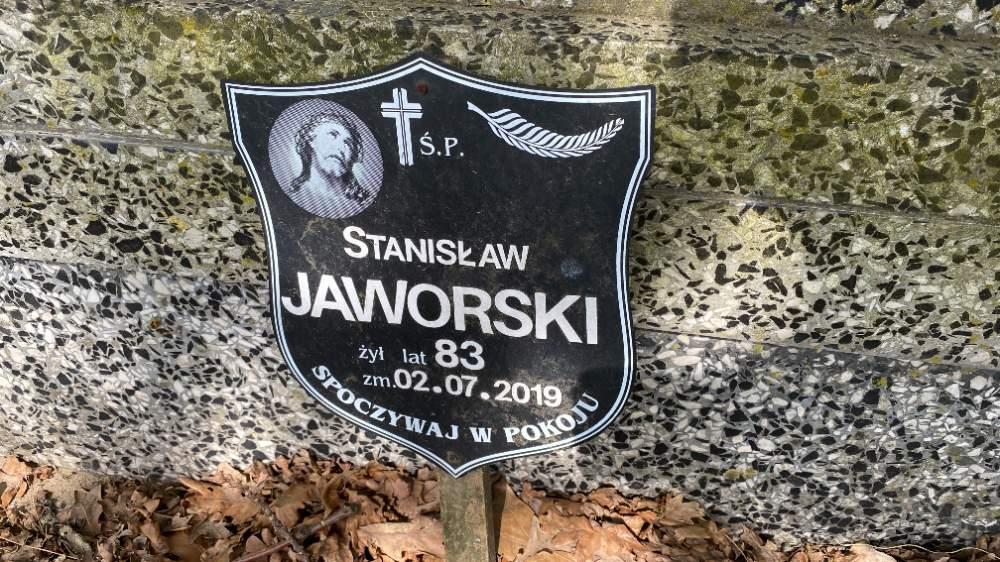 Ś.P.
STANISŁAW
JAWORSKI
żył lat 83
zm. 02.07.2019
SPOCZYWAJ W POKOJU